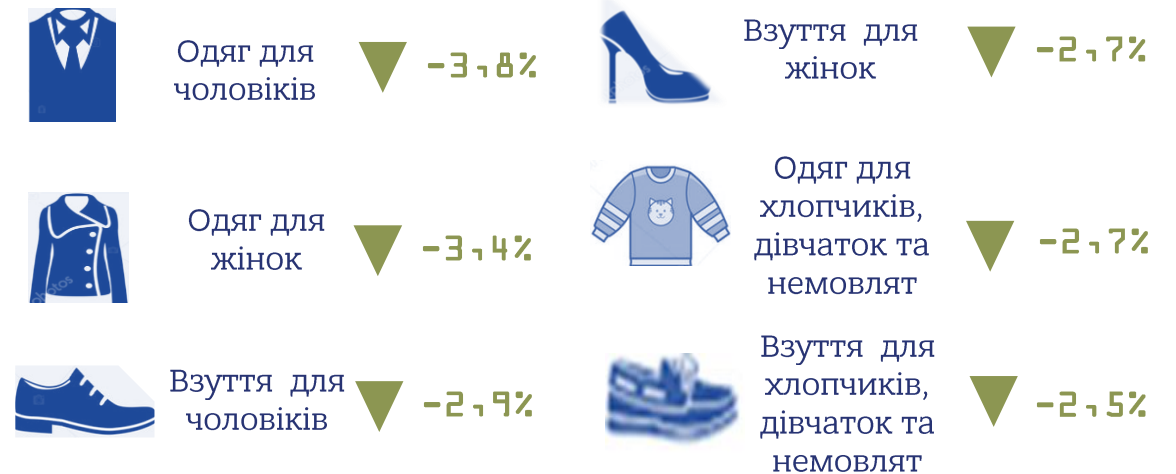 Одяг для
чоловіків
-3,8%
Взуття для
жінок
-2,7%
Одяг для
жінок
-3,4%
Одяг для
хлопчиків,
дівчаток та
немовлят
-2,7%
Взуття для
чоловіків
-2,9%
Взуття для
хлопчиків,
дівчаток та
немовлят
-2,5%